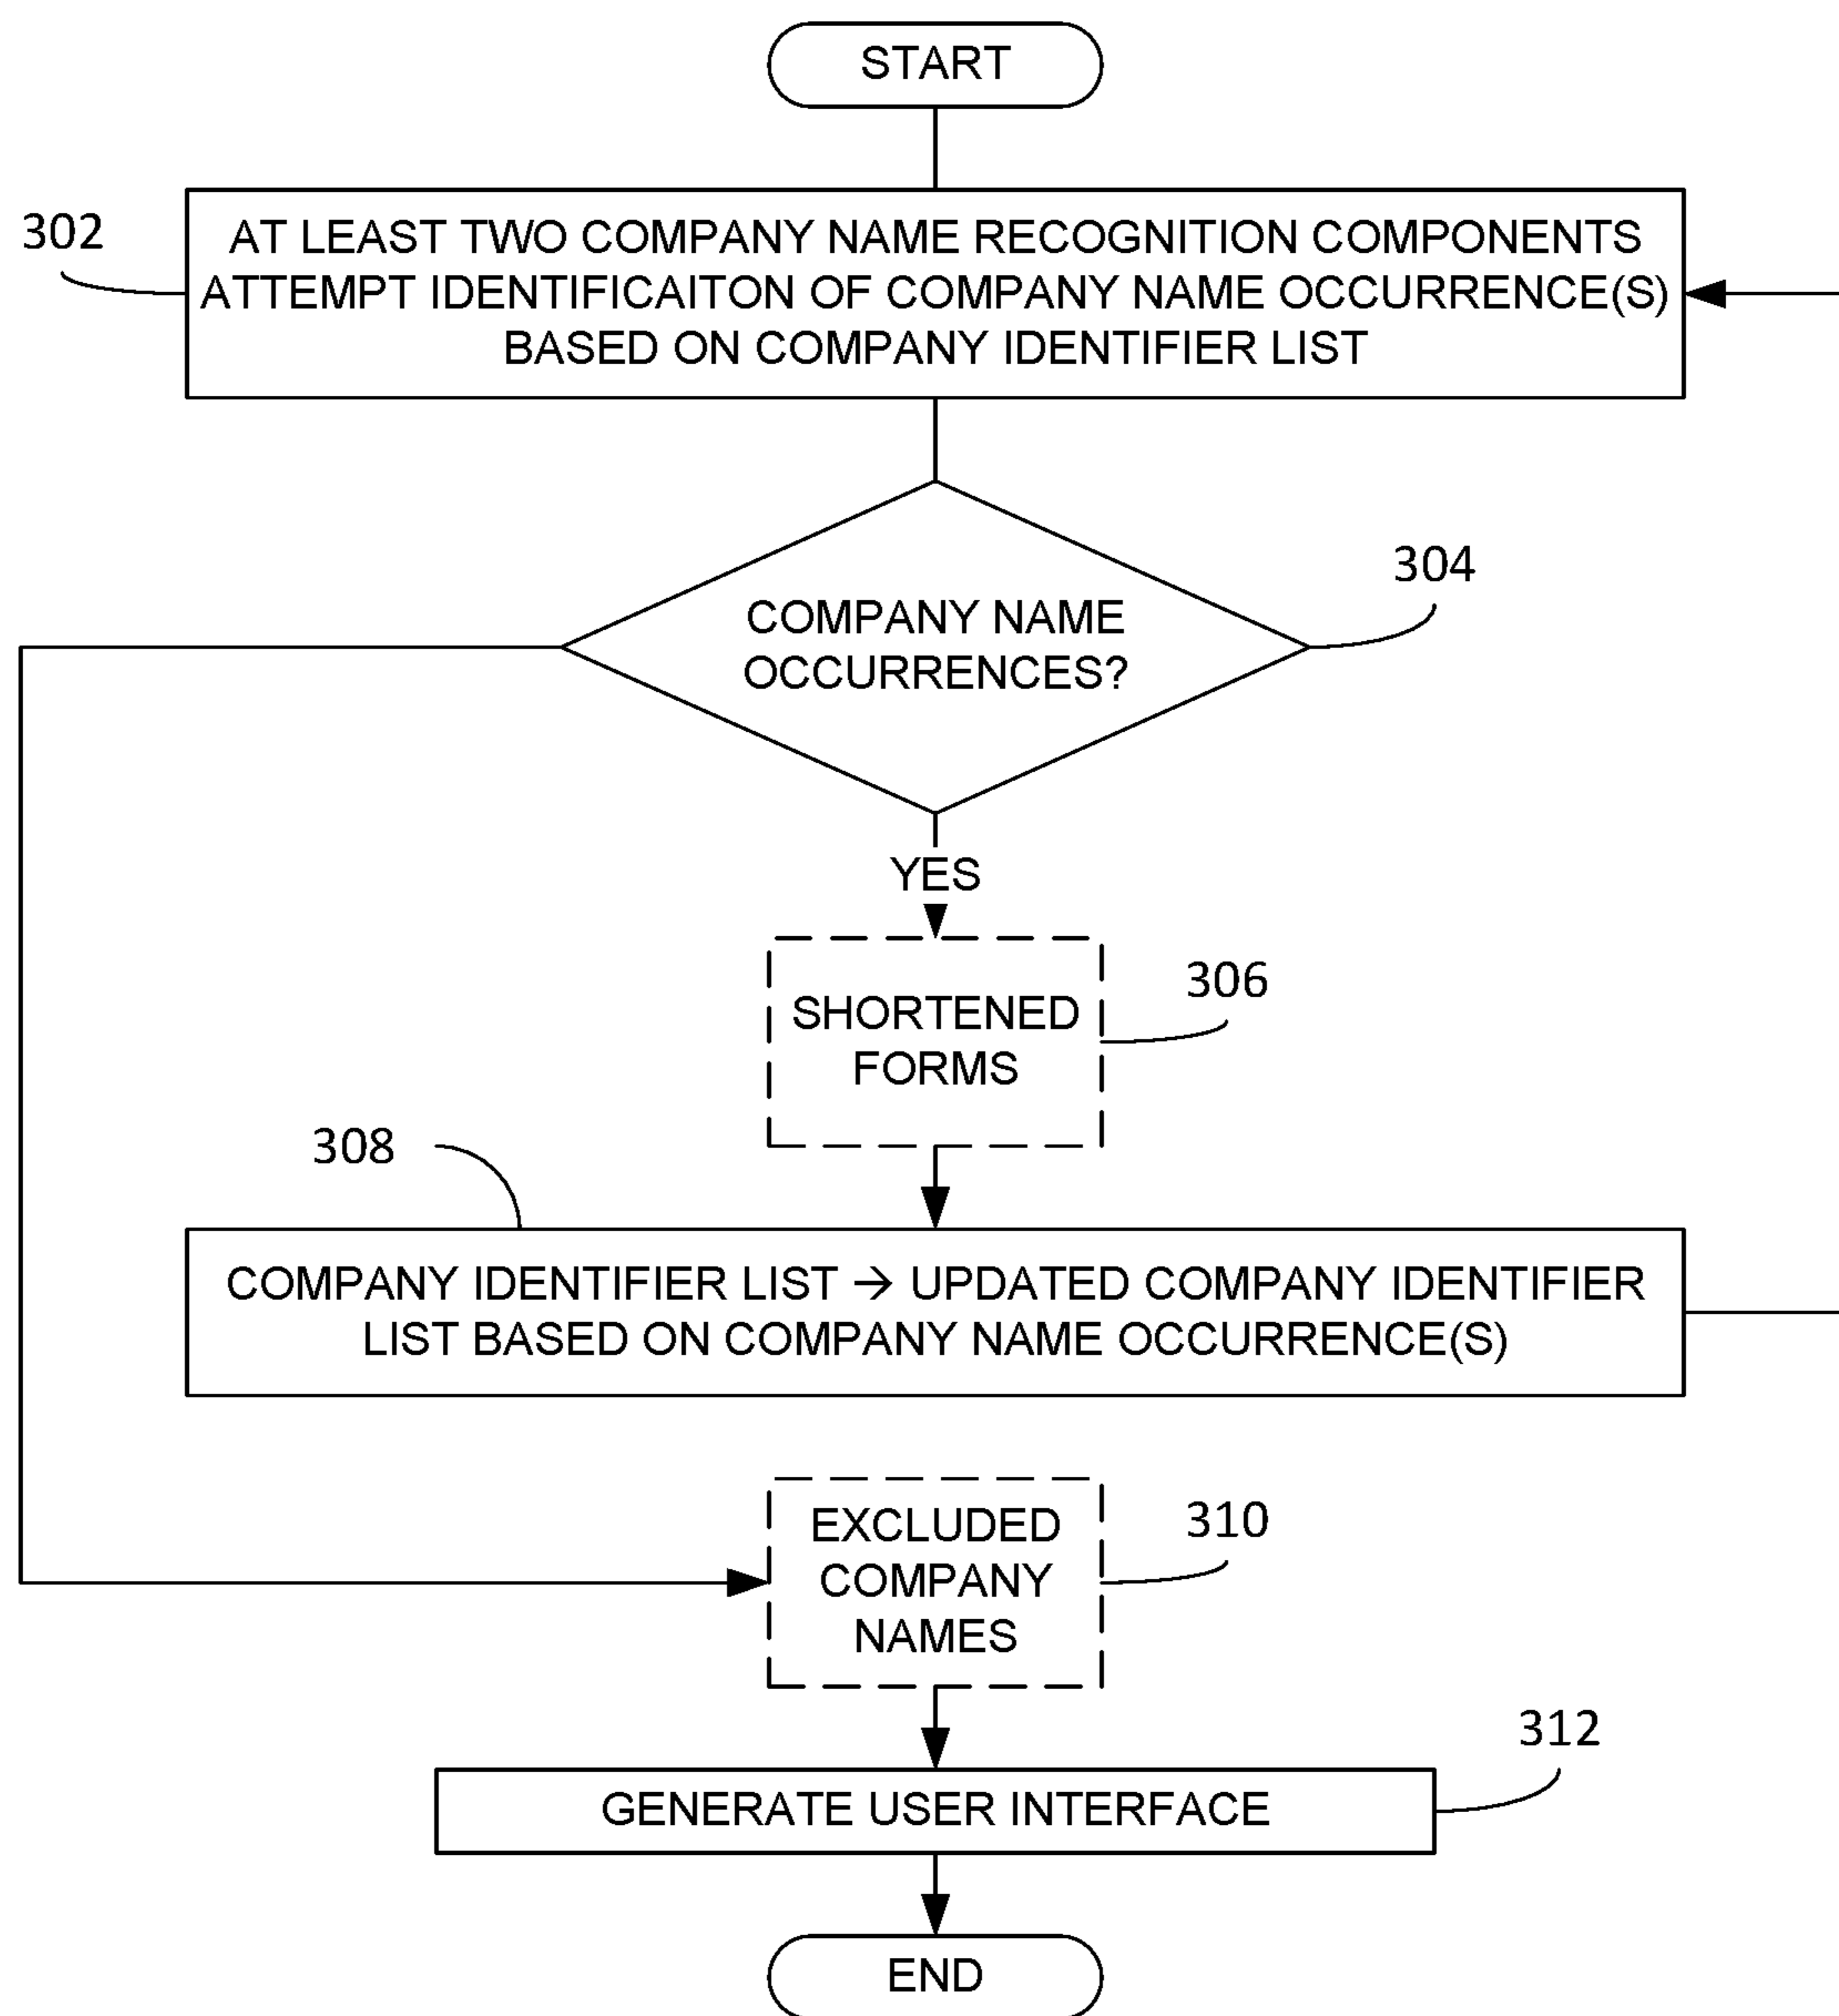 START
302
AT LEAST TWO COMPANY NAME RECOGNITION COMPONENTS
ATTEMPT IDENTIFICAITON OF COMPANY NAME OCCURRENCE(S)
BASED ON COMPANY IDENTIFIER LIST
304
COMPANY NAME
OCCURRENCES?
YES
306
SHORTENED
FORMS
308
COMPANY IDENTIFIER LIST → UPDATED COMPANY IDENTIFIER
LIST BASED ON COMPANY NAME OCCURRENCE(S)
310
EXCLUDED
COMPANY
NAMES
312
GENERATE USER INTERFACE
END